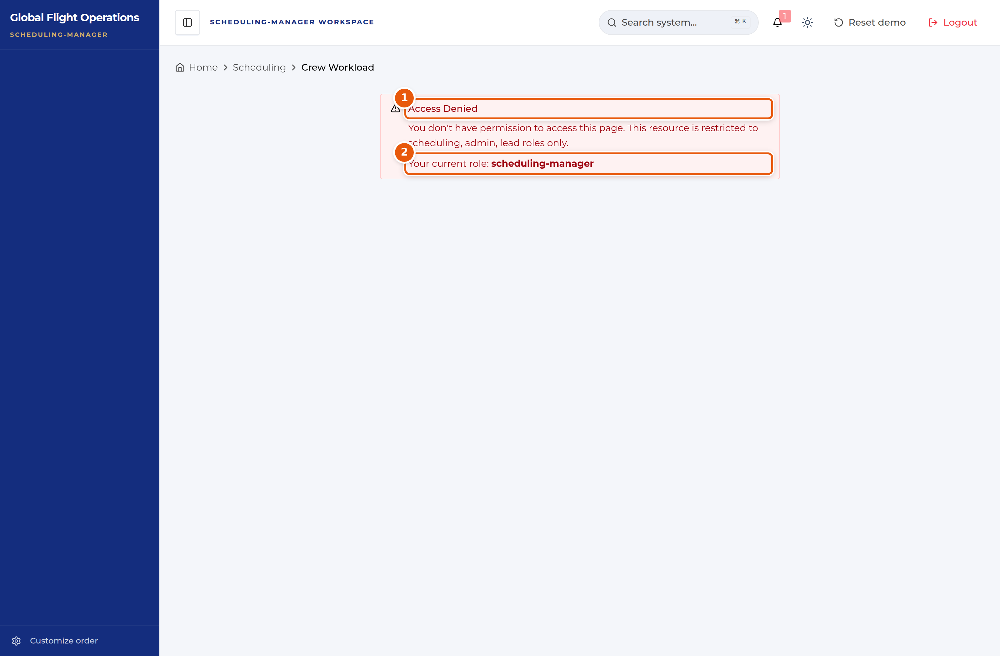 Global Flight Operations
SCHEDULING-MANAGER
SCHEDULING-MANAGER WORKSPACE
Search system...
⌘ K
1
Reset demo
Logout
Home > Scheduling > Crew Workload
1
Access Denied
You don't have permission to access this page. This resource is restricted to
scheduling, admin, lead roles only.
2
Your current role: scheduling-manager
Customize order